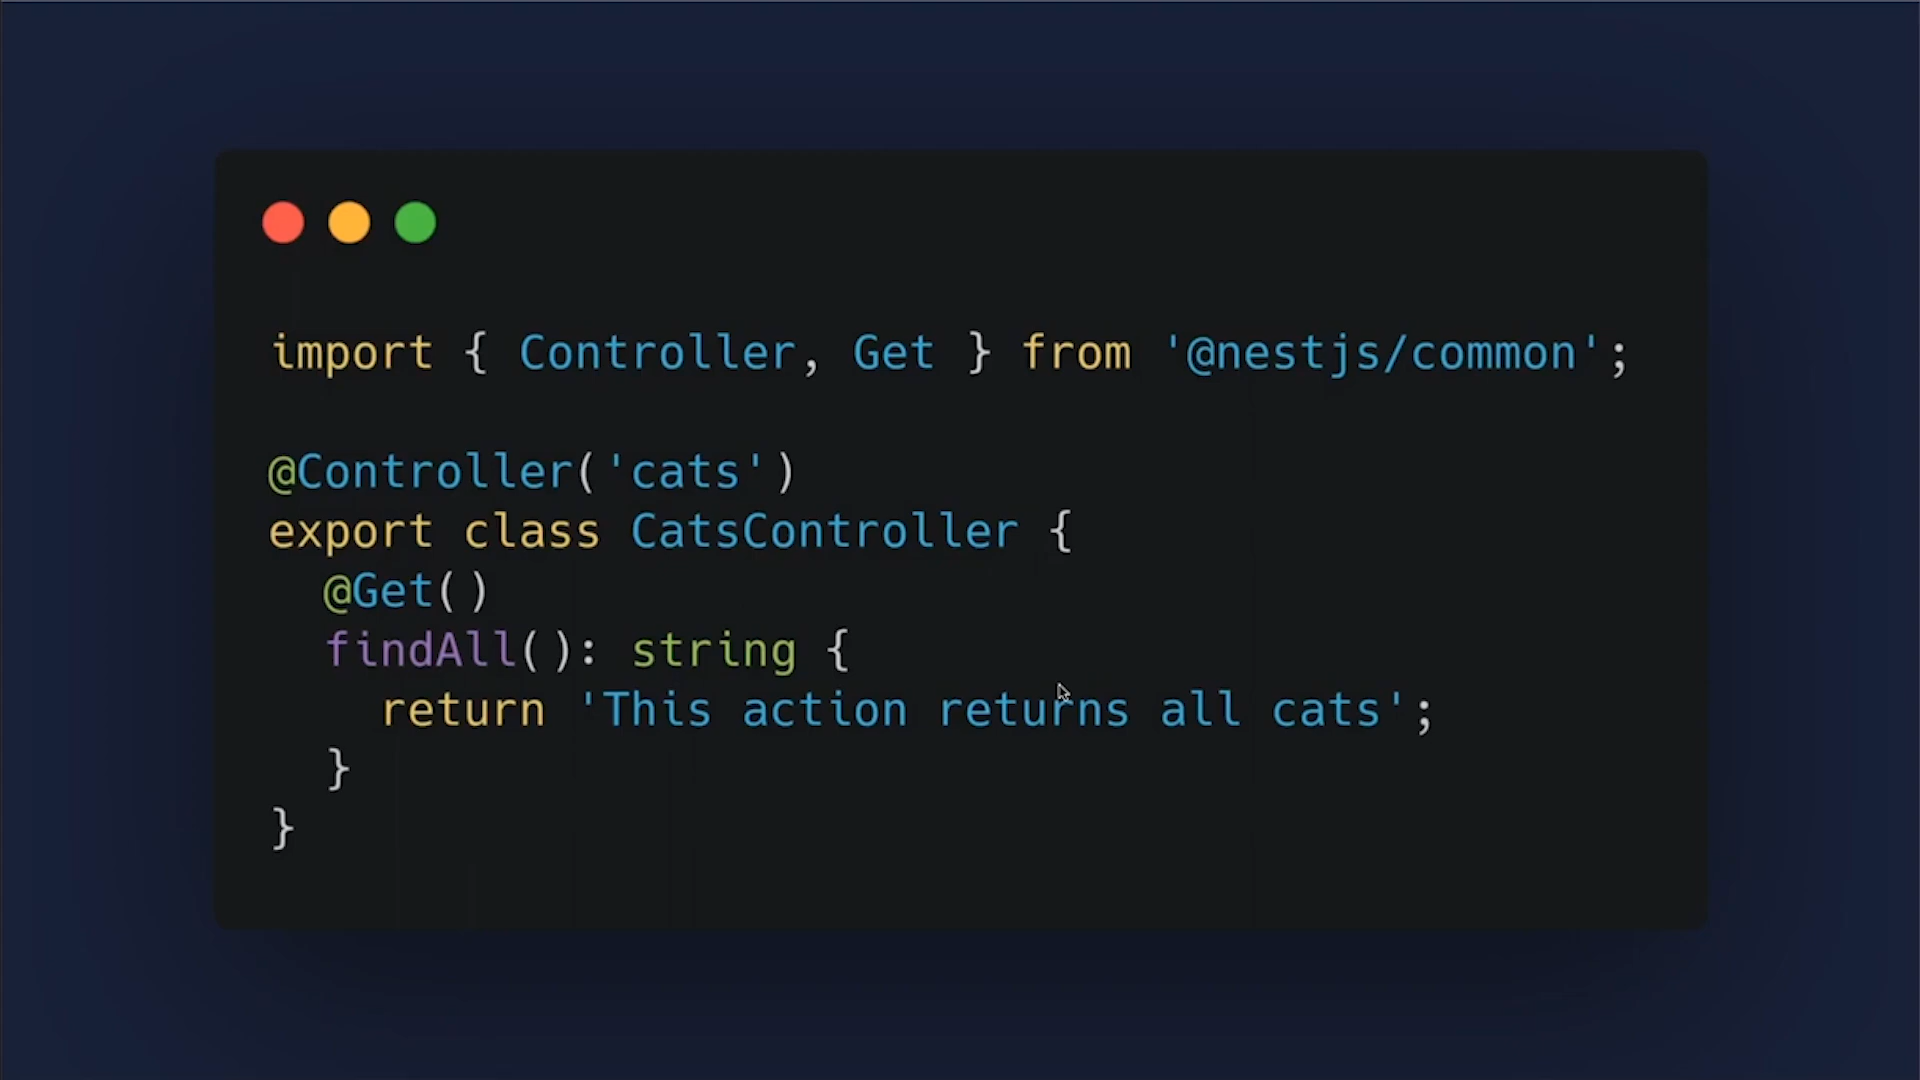 import { Controller, Get } from '@nestjs/common';
@Controller('cats')
export class CatsController {
  @Get()
  findAll(): string {
    return 'This action returns all cats';
  }
}